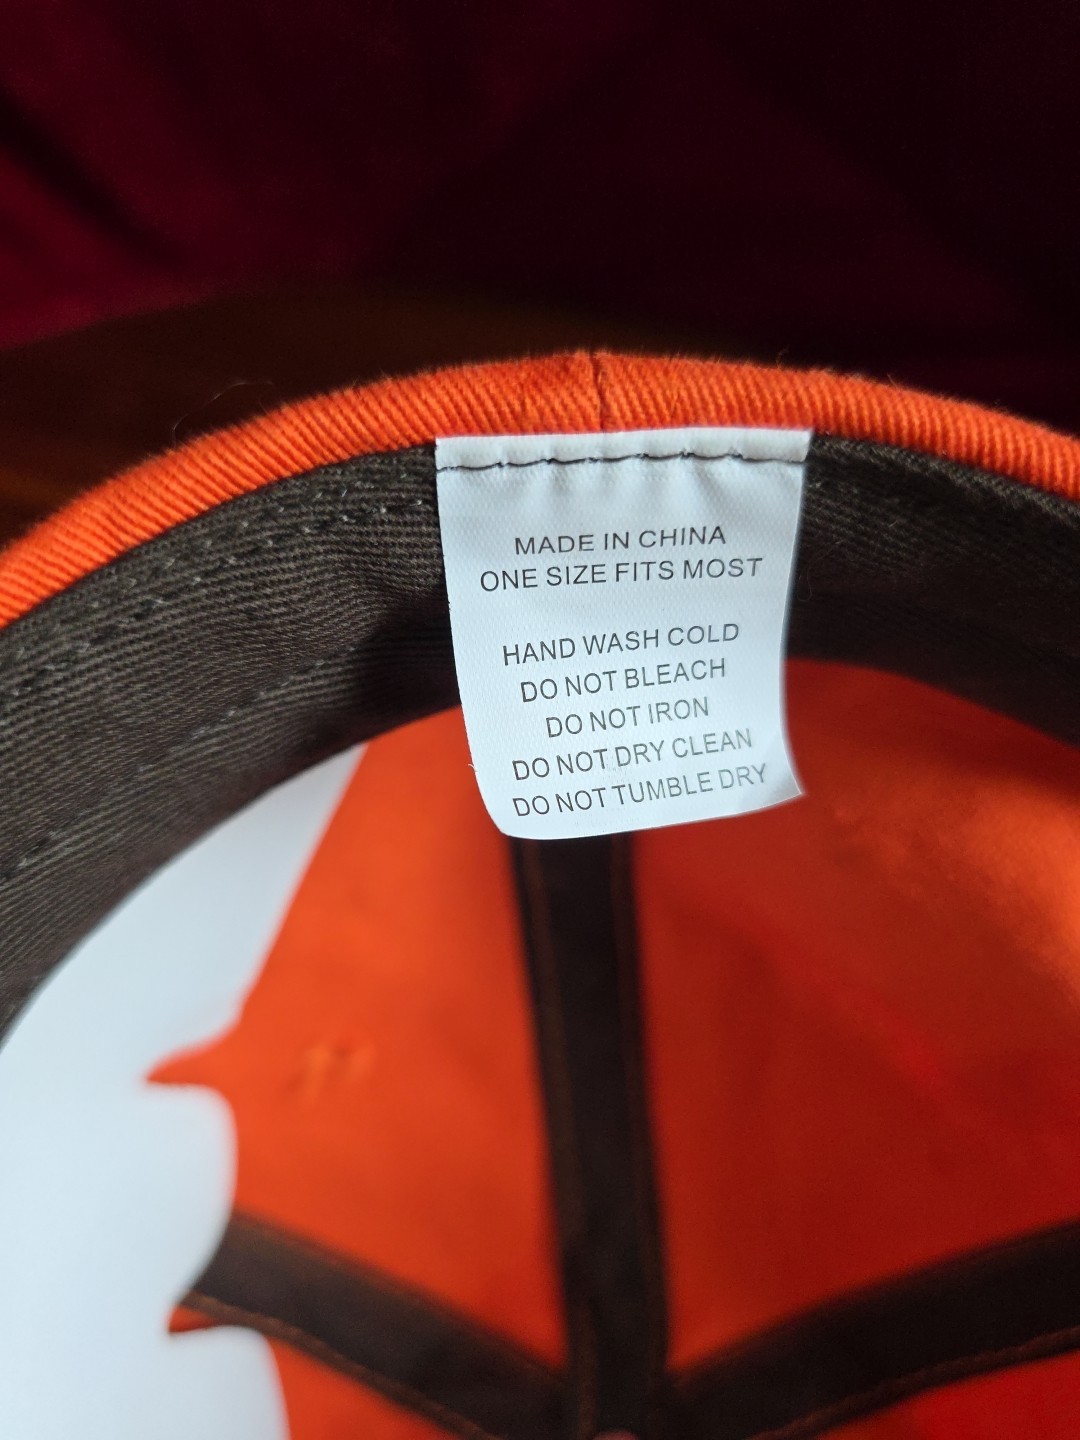 MADE IN CHINA
ONE SIZE FITS MOST
HAND WASH COLD
DO NOT BLEACH
DO NOT IRON
DO NOT DRY CLEAN
DO NOT TUMBLE DRY